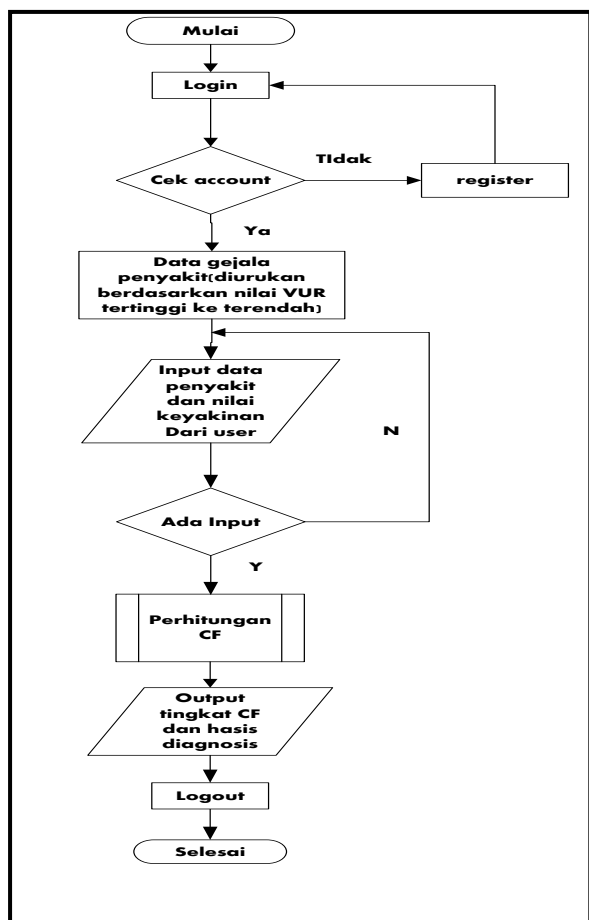 Mulai
Login
TIdak
Cek account
register
Ya
Data gejala
penyakit(diurukan
berdasarkan nilai VUR
tertinggi ke terendah)
Input data
penyakit
dan nilai
keyakinan
Dari user
N
Ada Input
Y
Perhitungan
CF
Output
tingkat CF
dan hasis
diagnosis
Logout
Selesai